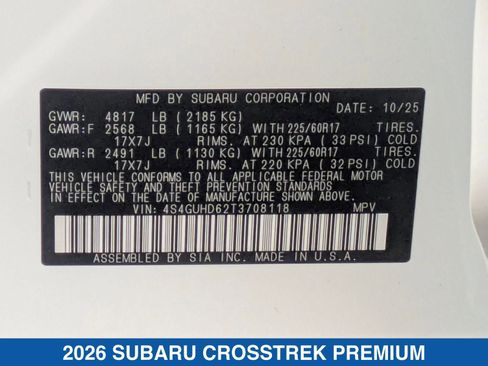 MFD BY SUBARU CORPORATION
GVWR: 4817 LB ( 2185 KG) DATE: 10/25
GAWR:F 2568 LB ( 1165 KG) WITH 225/60R17 TIRES.
17X7J RIMS. AT 230 KPA ( 33 PSI) COLD
GAWR:R 2491 LB ( 1130 KG) WITH 225/60R17 TIRES.
17X7J RIMS. AT 220 KPA ( 32 PSI) COLD
THIS VEHICLE CONFORMS TO ALL APPLICABLE FEDERAL MOTOR
VEHICLE SAFETY AND THEFT PREVENTION STANDARDS
IN EFFECT ON THE DATE OF MANUFACTURE SHOWN ABOVE.
VIN: 4S4GUHD62T3708118 MPV
ASSEMBLED BY SIA INC. MADE IN U.S.A.
2026 SUBARU CROSSTREK PREMIUM